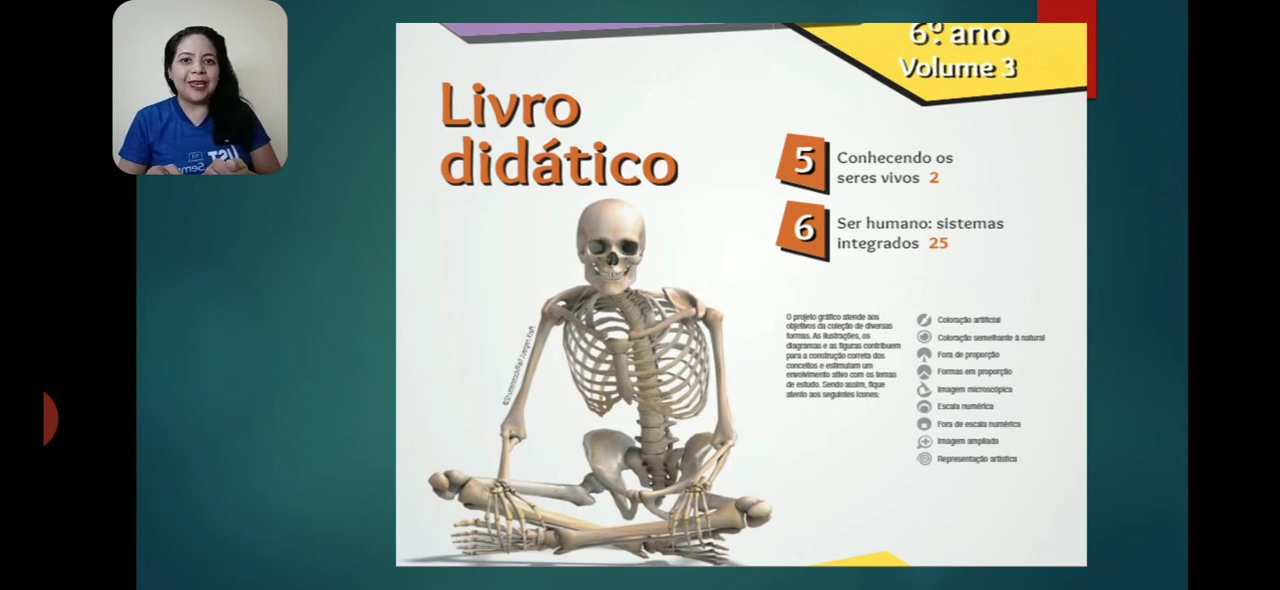 6º ano
Volume 3
Livro
didático
5
Conhecendo os
seres vivos 2
6
Ser humano: sistemas
integrados 25
O projeto gráfico atende aos
objetivos da coleção de diversas
formas. As ilustrações, os
diagramas e as figuras contribuem
para a construção correta dos
conceitos e estimulam um
envolvimento ativo com os temas
de estudo. Sendo assim, fique
atento aos seguintes ícones:
Coloração artificial
Coloração semelhante à natural
Fora de proporção
Formas em proporção
Imagem microscópica
Escala numérica
Fora de escala numérica
Imagem ampliada
Representação artística